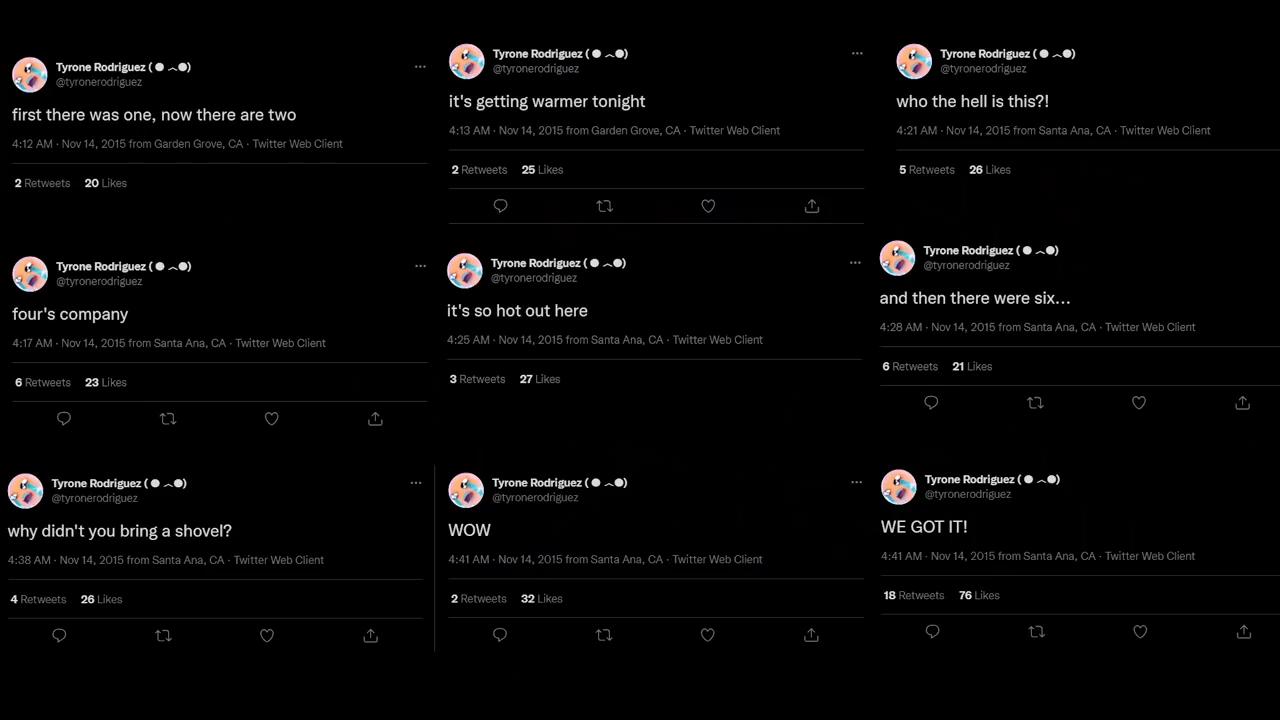 Tyrone Rodriguez ( ● ︿●)
@tyronerodriguez
first there was one, now there are two
4:12 AM · Nov 14, 2015 from Garden Grove, CA · Twitter Web Client
2 Retweets 20 Likes
Tyrone Rodriguez ( ● ︿●)
@tyronerodriguez
it's getting warmer tonight
4:13 AM · Nov 14, 2015 from Garden Grove, CA · Twitter Web Client
2 Retweets 25 Likes
Tyrone Rodriguez ( ● ︿●)
@tyronerodriguez
who the hell is this?!
4:21 AM · Nov 14, 2015 from Santa Ana, CA · Twitter Web Client
5 Retweets 26 Likes
Tyrone Rodriguez ( ● ︿●)
@tyronerodriguez
four's company
4:17 AM · Nov 14, 2015 from Santa Ana, CA · Twitter Web Client
6 Retweets 23 Likes
Tyrone Rodriguez ( ● ︿●)
@tyronerodriguez
it's so hot out here
4:25 AM · Nov 14, 2015 from Santa Ana, CA · Twitter Web Client
3 Retweets 27 Likes
Tyrone Rodriguez ( ● ︿●)
@tyronerodriguez
and then there were six...
4:28 AM · Nov 14, 2015 from Santa Ana, CA · Twitter Web Client
6 Retweets 21 Likes
Tyrone Rodriguez ( ● ︿●)
@tyronerodriguez
why didn't you bring a shovel?
4:38 AM · Nov 14, 2015 from Santa Ana, CA · Twitter Web Client
4 Retweets 26 Likes
Tyrone Rodriguez ( ● ︿●)
@tyronerodriguez
WOW
4:41 AM · Nov 14, 2015 from Santa Ana, CA · Twitter Web Client
2 Retweets 32 Likes
Tyrone Rodriguez ( ● ︿●)
@tyronerodriguez
WE GOT IT!
4:41 AM · Nov 14, 2015 from Santa Ana, CA · Twitter Web Client
18 Retweets 76 Likes